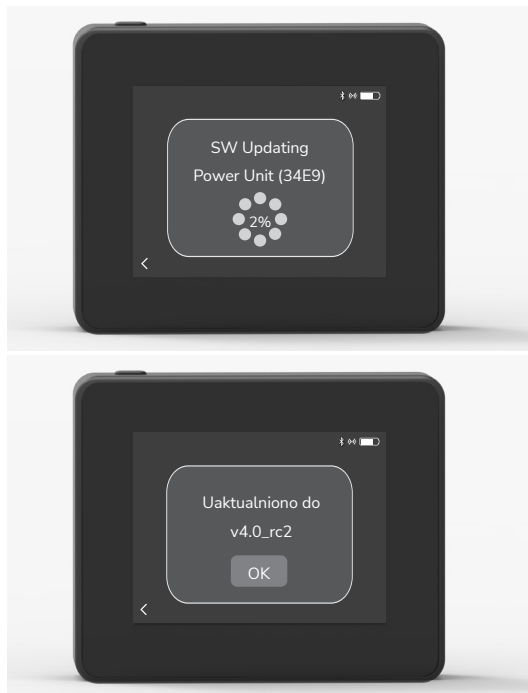 SW Updating
Power Unit (34E9)
2%
Uaktualniono do
v4.0_rc2
OK